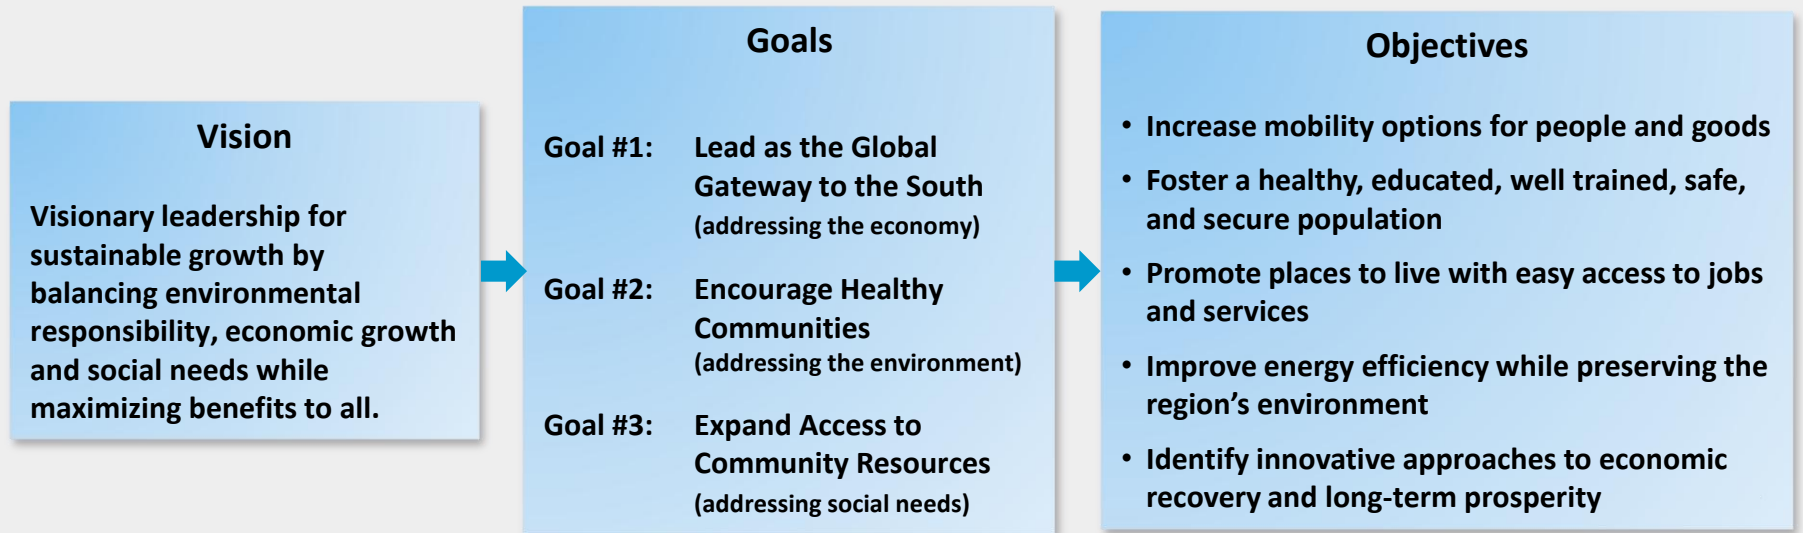 Vision
Visionary leadership for
sustainable growth by
balancing environmental
responsibility, economic growth
and social needs while
maximizing benefits to all.
Goals
Goal #1: Lead as the Global
Gateway to the South
(addressing the economy)
Goal #2: Encourage Healthy
Communities
(addressing the environment)
Goal #3: Expand Access to
Community Resources
(addressing social needs)
Objectives
• Increase mobility options for people and goods
• Foster a healthy, educated, well trained, safe,
and secure population
• Promote places to live with easy access to jobs
and services
• Improve energy efficiency while preserving the
region’s environment
• Identify innovative approaches to economic
recovery and long-term prosperity